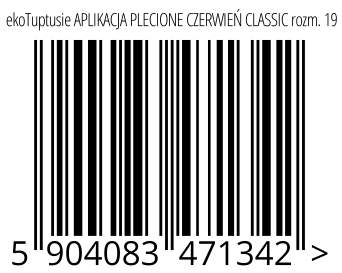 ekoTuptusie APLIKACJA PLECIONE CZERWIEŃ CLASSIC rozm. 19
5 904083 471342 >